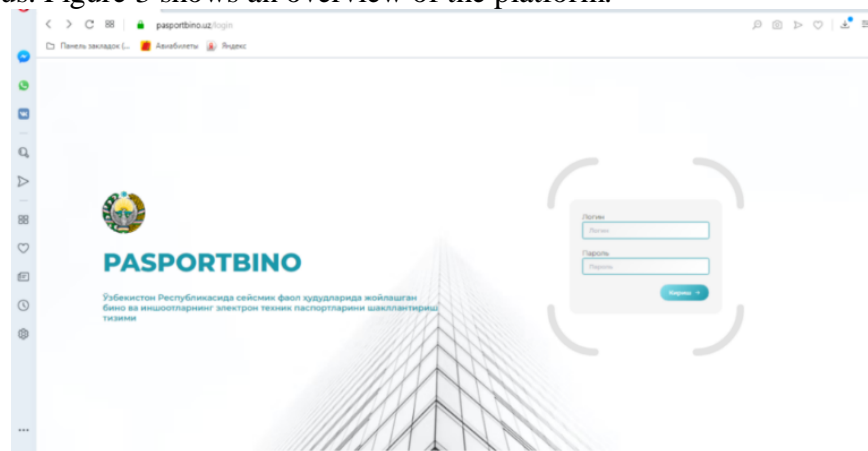 us. Figure 3 shows an overview of the platform.
pasportbino.uz/login
Панель закладок (... Авиабилеты Яндекс
PASPORTBINO
Ўзбекистон Республикасида сейсмик фаол ҳудудларида жойлашган
бино ва иншоотларнинг электрон техник паспортларини шакллантириш
тизими
Логин
Логин
Пароль
Пароль
Кириш →